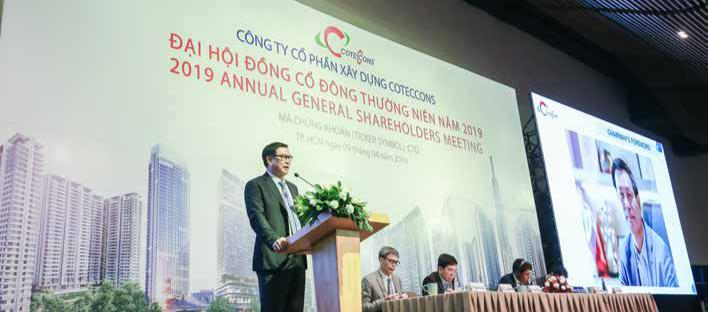 COTECCONS
CÔNG TY CỔ PHẦN XÂY DỰNG COTECCONS
ĐẠI HỘI ĐỒNG CỔ ĐÔNG THƯỜNG NIÊN NĂM 2019
2019 ANNUAL GENERAL SHAREHOLDERS MEETING
MÃ CHỨNG KHOÁN (TICKER SYMBOL): CTD
TP. HCM ngày 09 tháng 04 năm 2019
CHAIRMAN'S FOREWORD
COTECCONS